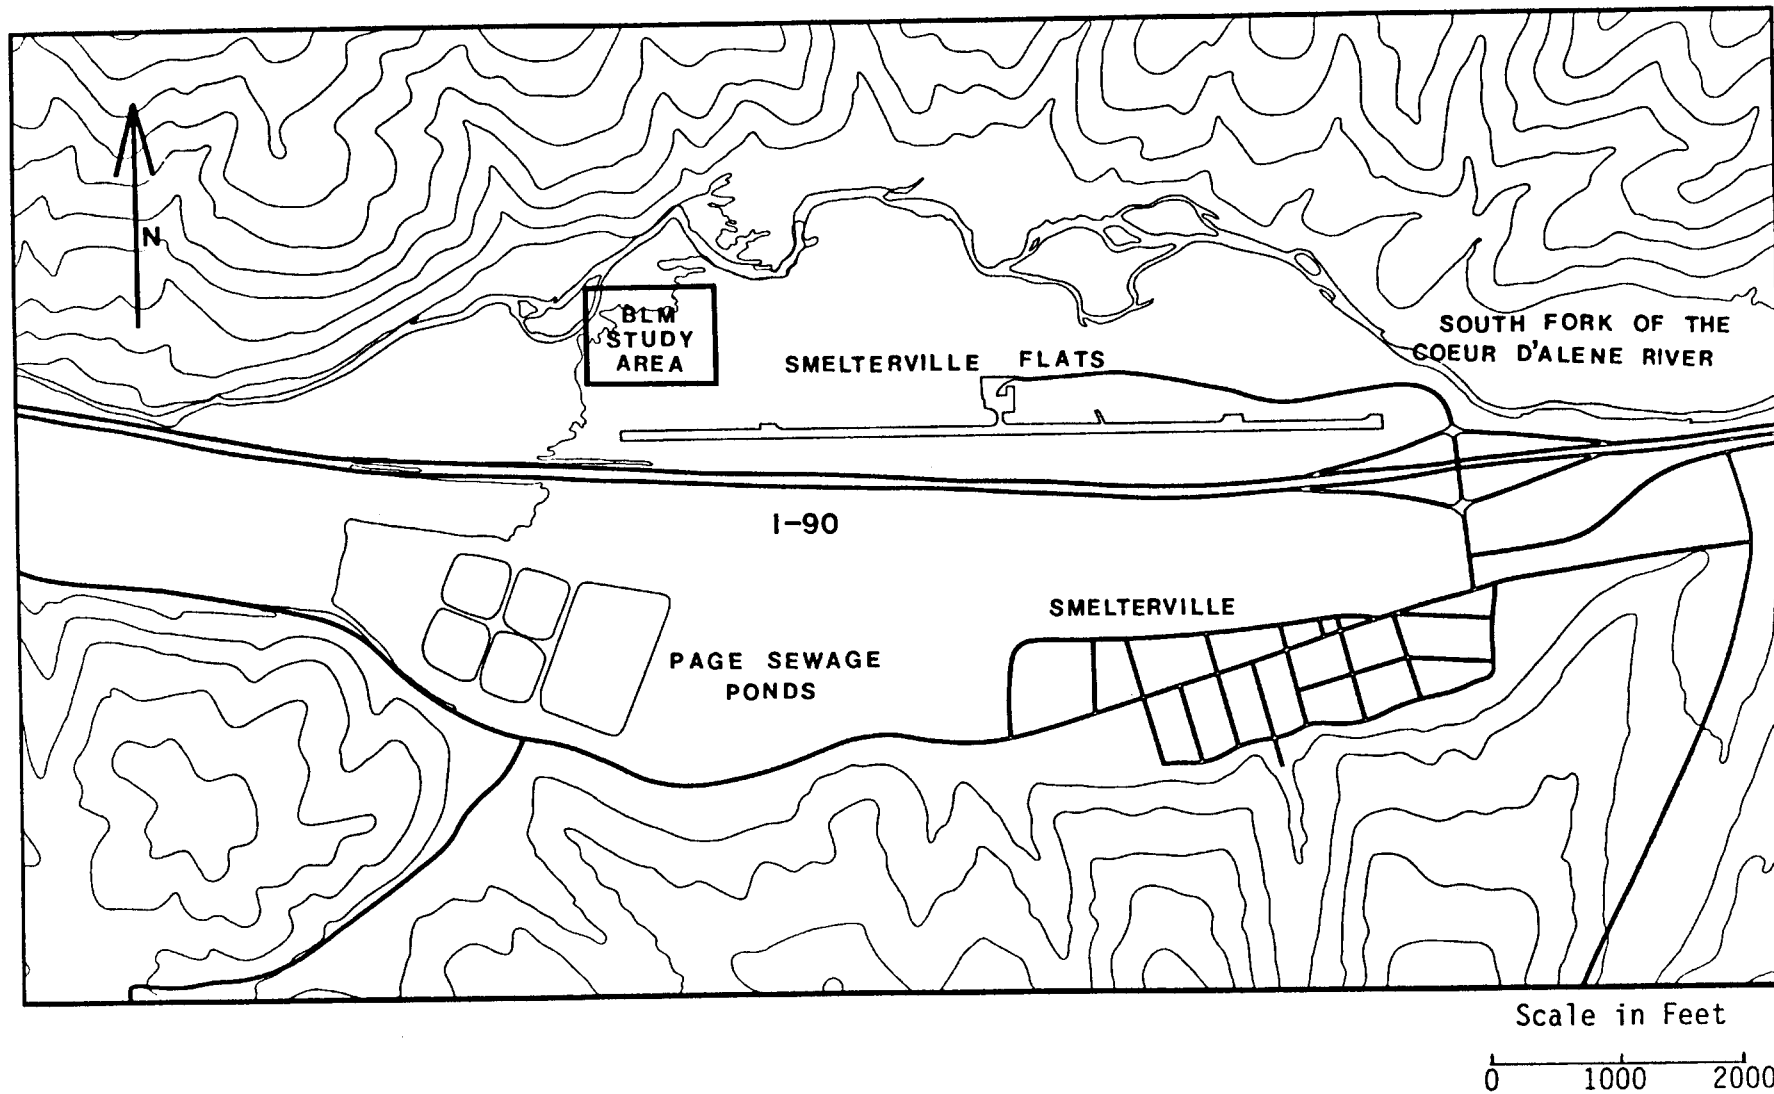 N
BLM
STUDY
AREA
SMELTERVILLE FLATS
SOUTH FORK OF THE
COEUR D'ALENE RIVER
I-90
SMELTERVILLE
PAGE SEWAGE
PONDS
Scale in Feet
0 1000 2000